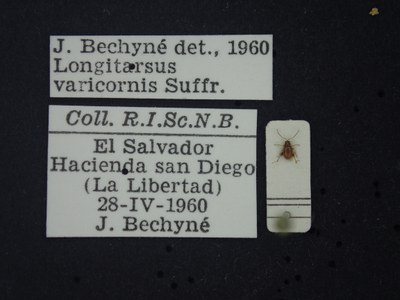 J. Bechyné det., 1960
Longitarsus
varicornis Suffr.
Coll. R.I.Sc.N.B.
El Salvador
Hacienda san Diego
(La Libertad)
28-IV-1960
J. Bechyné